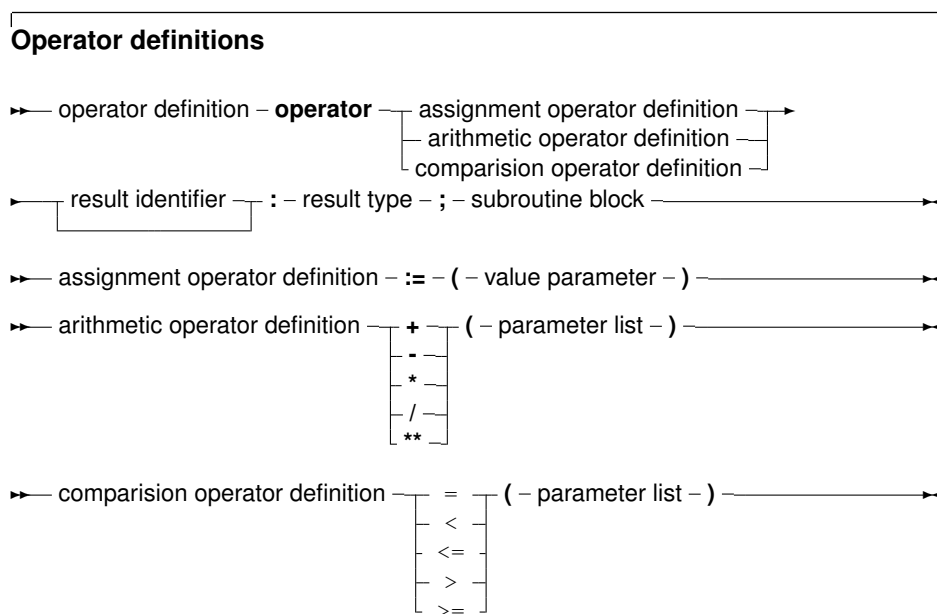 Operator definitions
operator definition operator assignment operator definition
arithmetic operator definition
comparision operator definition
result identifier : result type ; subroutine block
assignment operator definition := ( value parameter )
arithmetic operator definition + ( parameter list )
-
*
/
**
comparision operator definition = ( parameter list )
<
<=
>
>=